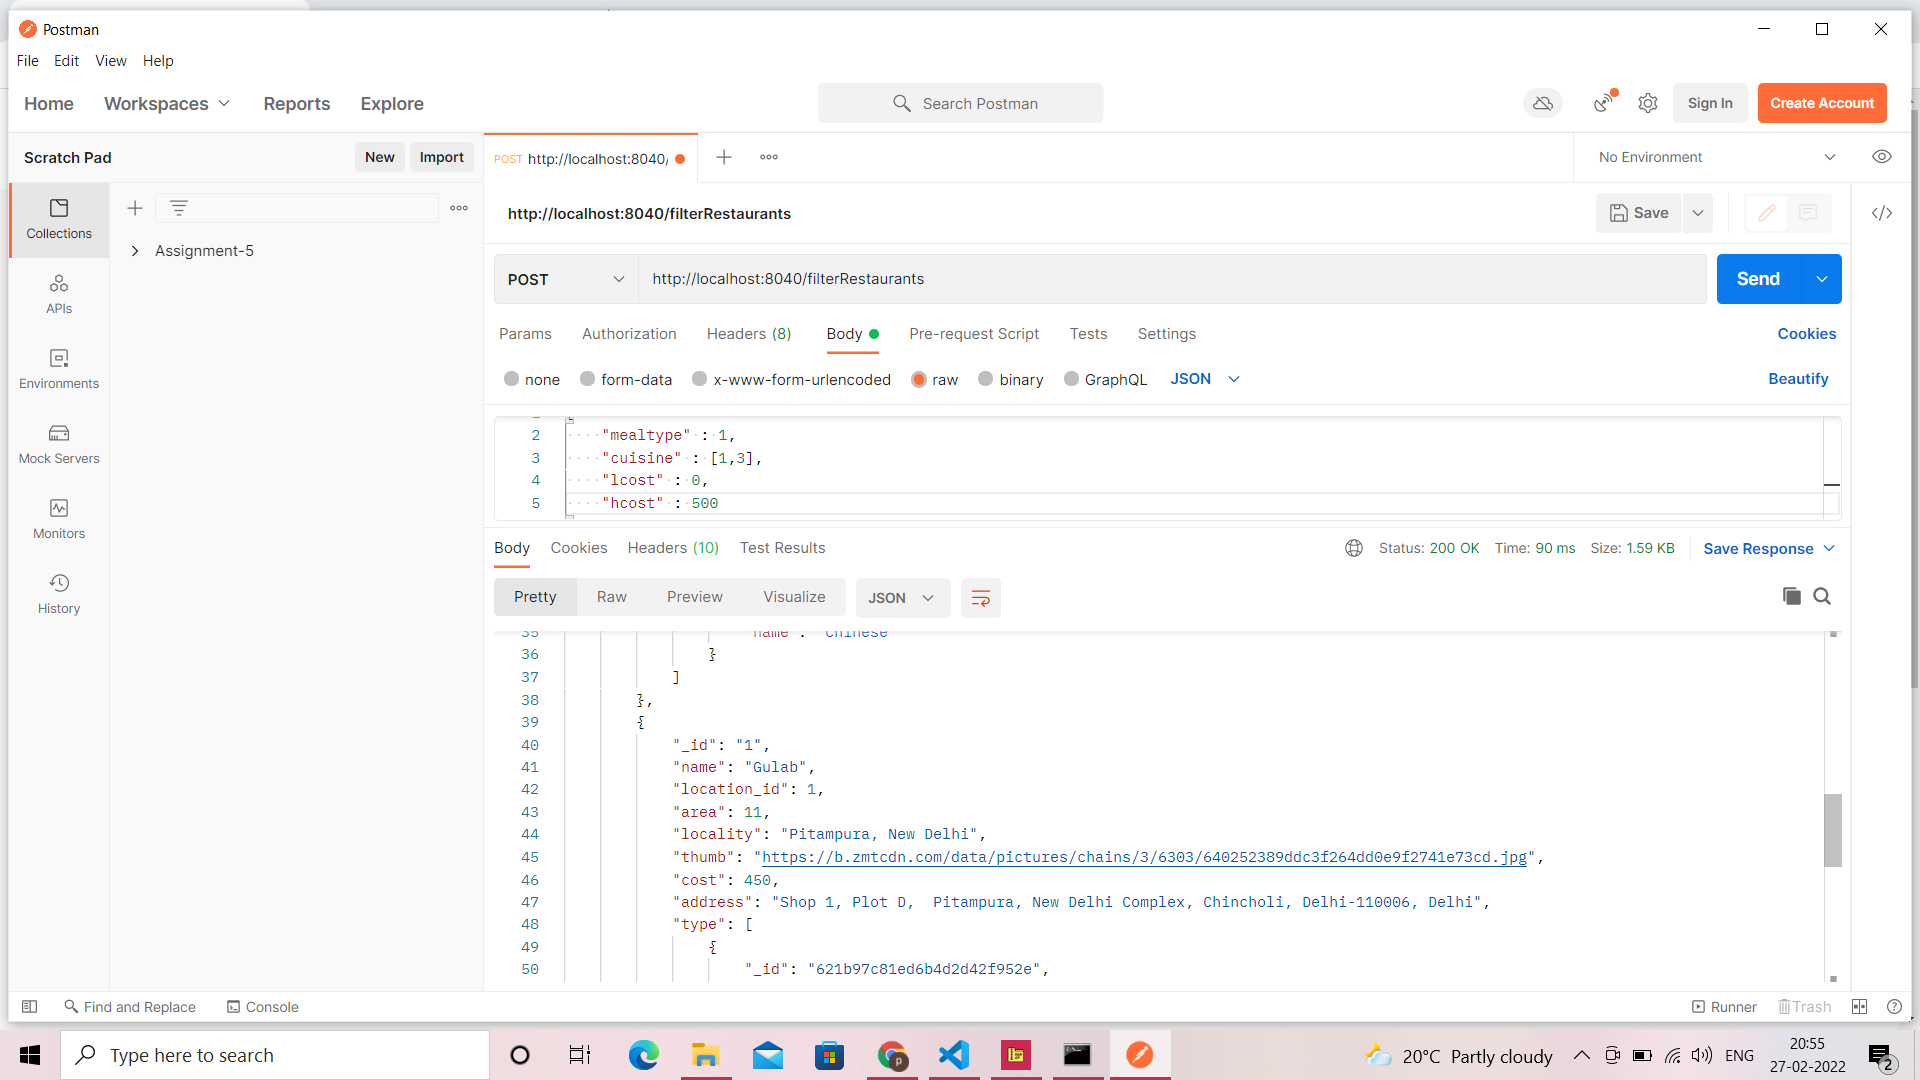 Postman
File Edit View Help
Home Workspaces Reports Explore
Search Postman
Sign In
Create Account
Scratch Pad
New
Import
POST http://localhost:8040/
No Environment
Collections
APIs
Environments
Mock Servers
Monitors
History
Assignment-5
http://localhost:8040/filterRestaurants
Save
POST
http://localhost:8040/filterRestaurants
Send
Params Authorization Headers (8) Body Pre-request Script Tests Settings
Cookies
none form-data x-www-form-urlencoded raw binary GraphQL JSON
Beautify
2 "mealtype" : 1,
3 "cuisine" : [1,3],
4 "lcost" : 0,
5 "hcost" : 500
Body Cookies Headers (10) Test Results
Status: 200 OK Time: 90 ms Size: 1.59 KB
Save Response
Pretty Raw Preview Visualize
JSON
35 "name": "Chinese"
36 }
37 ]
38 },
39 {
40 "_id": "1",
41 "name": "Gulab",
42 "location_id": 1,
43 "area": 11,
44 "locality": "Pitampura, New Delhi",
45 "thumb": "https://b.zmtcdn.com/data/pictures/chains/3/6303/640252389ddc3f264dd0e9f2741e73cd.jpg",
46 "cost": 450,
47 "address": "Shop 1, Plot D,  Pitampura, New Delhi Complex, Chincholi, Delhi-110006, Delhi",
48 "type": [
49 {
50 "_id": "621b97c81ed6b4d2d42f952e",
Find and Replace
Console
Runner
Trash
Type here to search
p
20°C Partly cloudy
ENG
20:55
27-02-2022
2